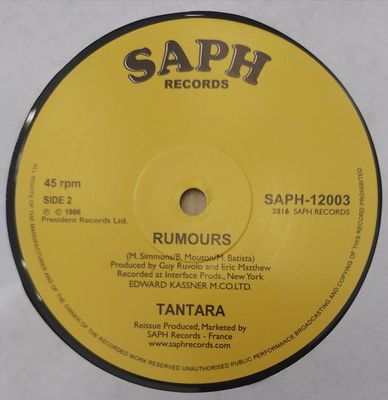 SAPH
RECORDS
45 rpm
SIDE 2
Ⓟ © 1986
President Records Ltd.
SAPH-12003
2016 SAPH RECORDS
RUMOURS
(M. Simmons/B. Mouton/M. Batista)
Produced by Guy Ruvolo and Eric Matthew
Recorded at Interface Prods., New York
EDWARD KASSNER M.CO.LTD.
TANTARA
Reissue Produced, Marketed by
SAPH Records - France
www.saphrecords.com
ALL RIGHTS OF THE MANUFACTURER AND OF THE OWNER OF THE RECORDED WORK RESERVED UNAUTHORISED PUBLIC PERFORMANCE BROADCASTING AND COPYING OF THIS RECORD PROHIBITED